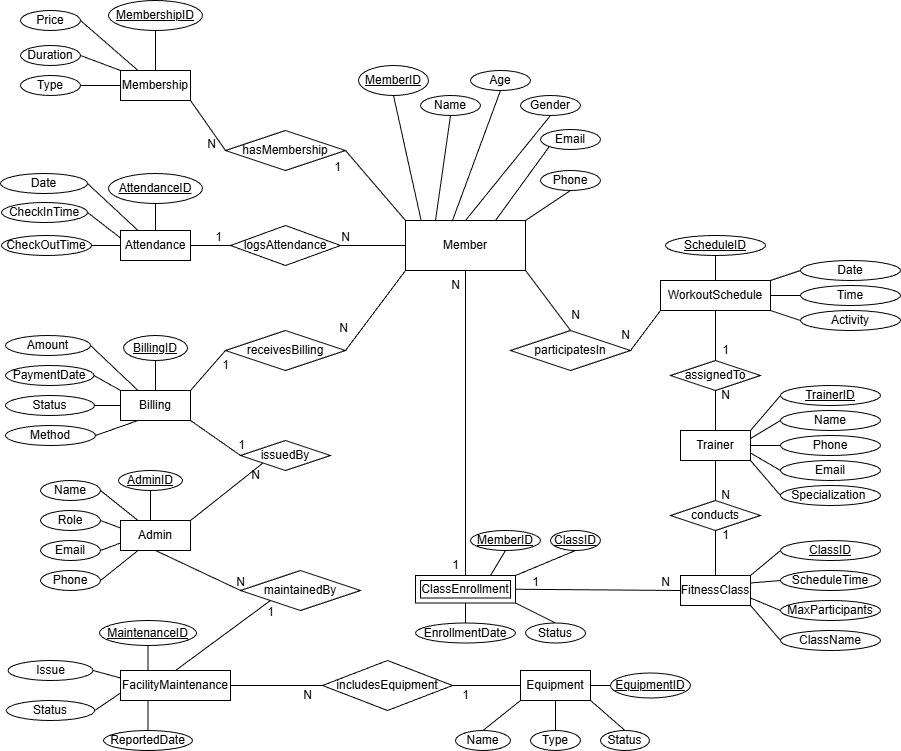 Price
MembershipID
Duration
Type
Membership
N
hasMembership
1
MemberID
Name
Age
Gender
Email
Phone
Member
Date
AttendanceID
CheckInTime
CheckOutTime
Attendance
1
logsAttendance
N
ScheduleID
WorkoutSchedule
Date
Time
Activity
N
receivesBilling
1
N
participatesIn
N
N
Amount
BillingID
PaymentDate
Status
Method
Billing
1
issuedBy
N
1
assignedTo
N
Trainer
TrainerID
Name
Phone
Email
Specialization
N
conducts
1
Name
AdminID
Role
Email
Phone
Admin
N
maintainedBy
1
1
MemberID
ClassID
ClassEnrollment
EnrollmentDate
Status
1
N
FitnessClass
ClassID
ScheduleTime
MaxParticipants
ClassName
MaintenanceID
Issue
Status
FacilityMaintenance
ReportedDate
N
includesEquipment
1
Equipment
EquipmentID
Name
Type
Status